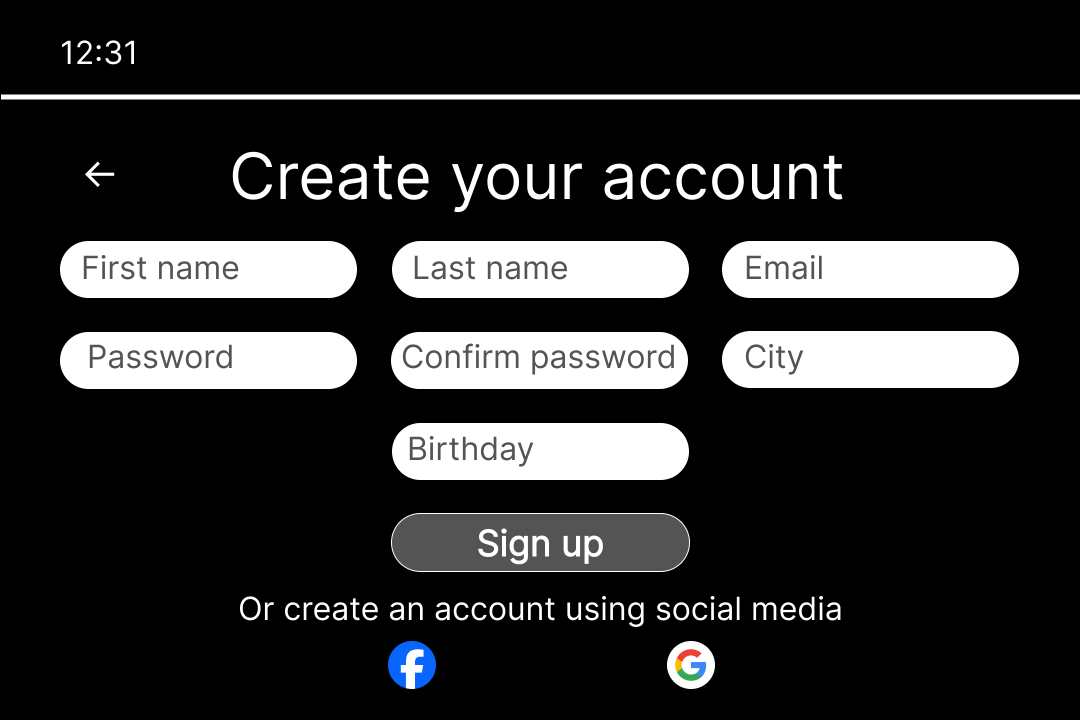 12:31
Create your account
First name Last name Email
Password Confirm password City
Birthday
Sign up
Or create an account using social media